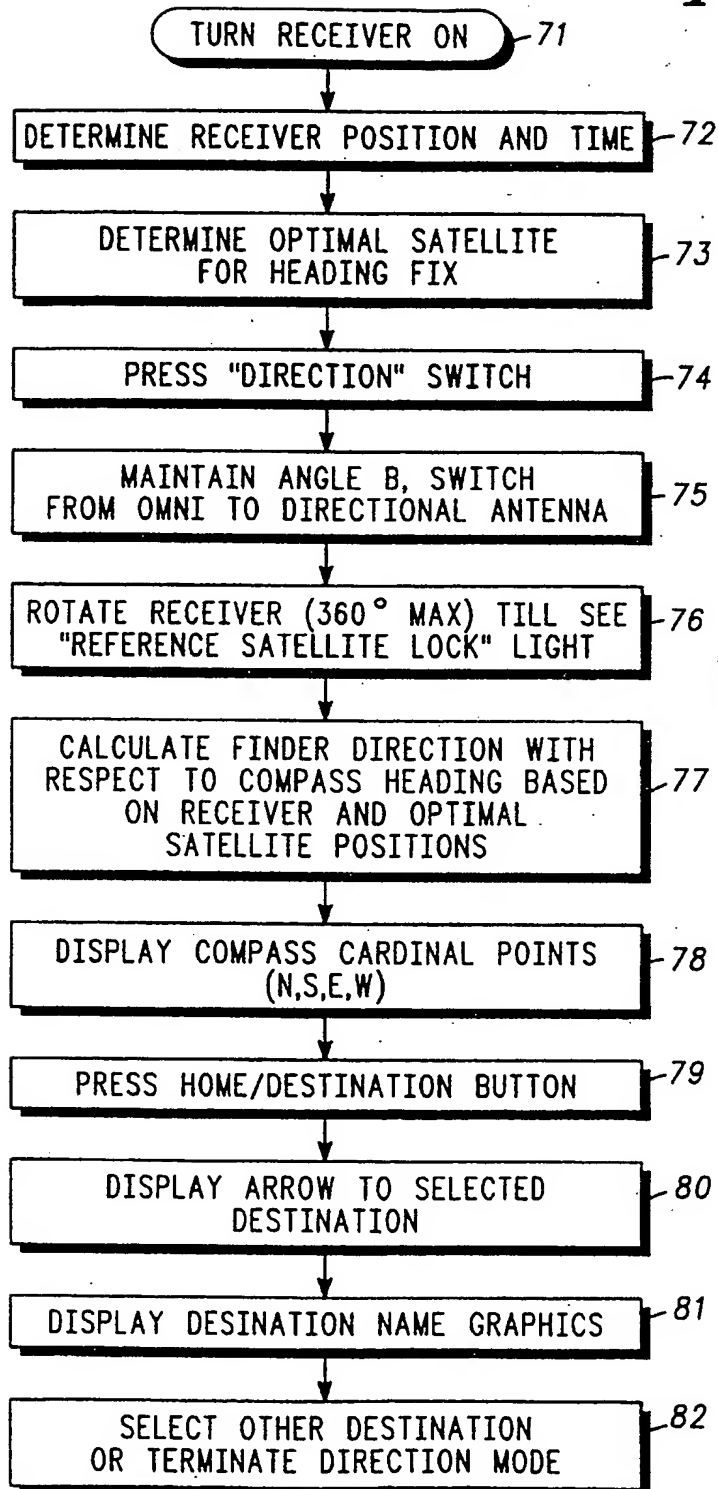 TURN RECEIVER ON 71
DETERMINE RECEIVER POSITION AND TIME 72
DETERMINE OPTIMAL SATELLITE
FOR HEADING FIX
73
PRESS "DIRECTION" SWITCH 74
MAINTAIN ANGLE B, SWITCH
FROM OMNI TO DIRECTIONAL ANTENNA
75
ROTATE RECEIVER (360° MAX) TILL SEE
"REFERENCE SATELLITE LOCK" LIGHT
76
CALCULATE FINDER DIRECTION WITH
RESPECT TO COMPASS HEADING BASED
ON RECEIVER AND OPTIMAL
SATELLITE POSITIONS
77
DISPLAY COMPASS CARDINAL POINTS
(N,S,E,W)
78
PRESS HOME/DESTINATION BUTTON 79
DISPLAY ARROW TO SELECTED
DESTINATION
80
DISPLAY DESINATION NAME GRAPHICS 81
SELECT OTHER DESTINATION
OR TERMINATE DIRECTION MODE
82